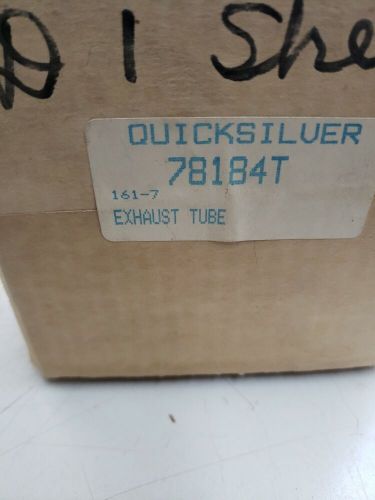 D 1 She
QUICKSILVER
78184T
161-7
EXHAUST TUBE